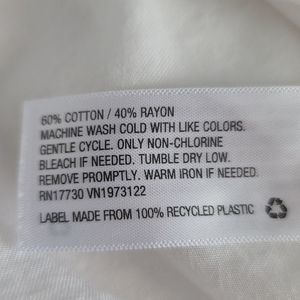 60% COTTON / 40% RAYON
MACHINE WASH COLD WITH LIKE COLORS.
GENTLE CYCLE. ONLY NON-CHLORINE
BLEACH IF NEEDED. TUMBLE DRY LOW.
REMOVE PROMPTLY. WARM IRON IF NEEDED.
RN17730 VN1973122
LABEL MADE FROM 100% RECYCLED PLASTIC